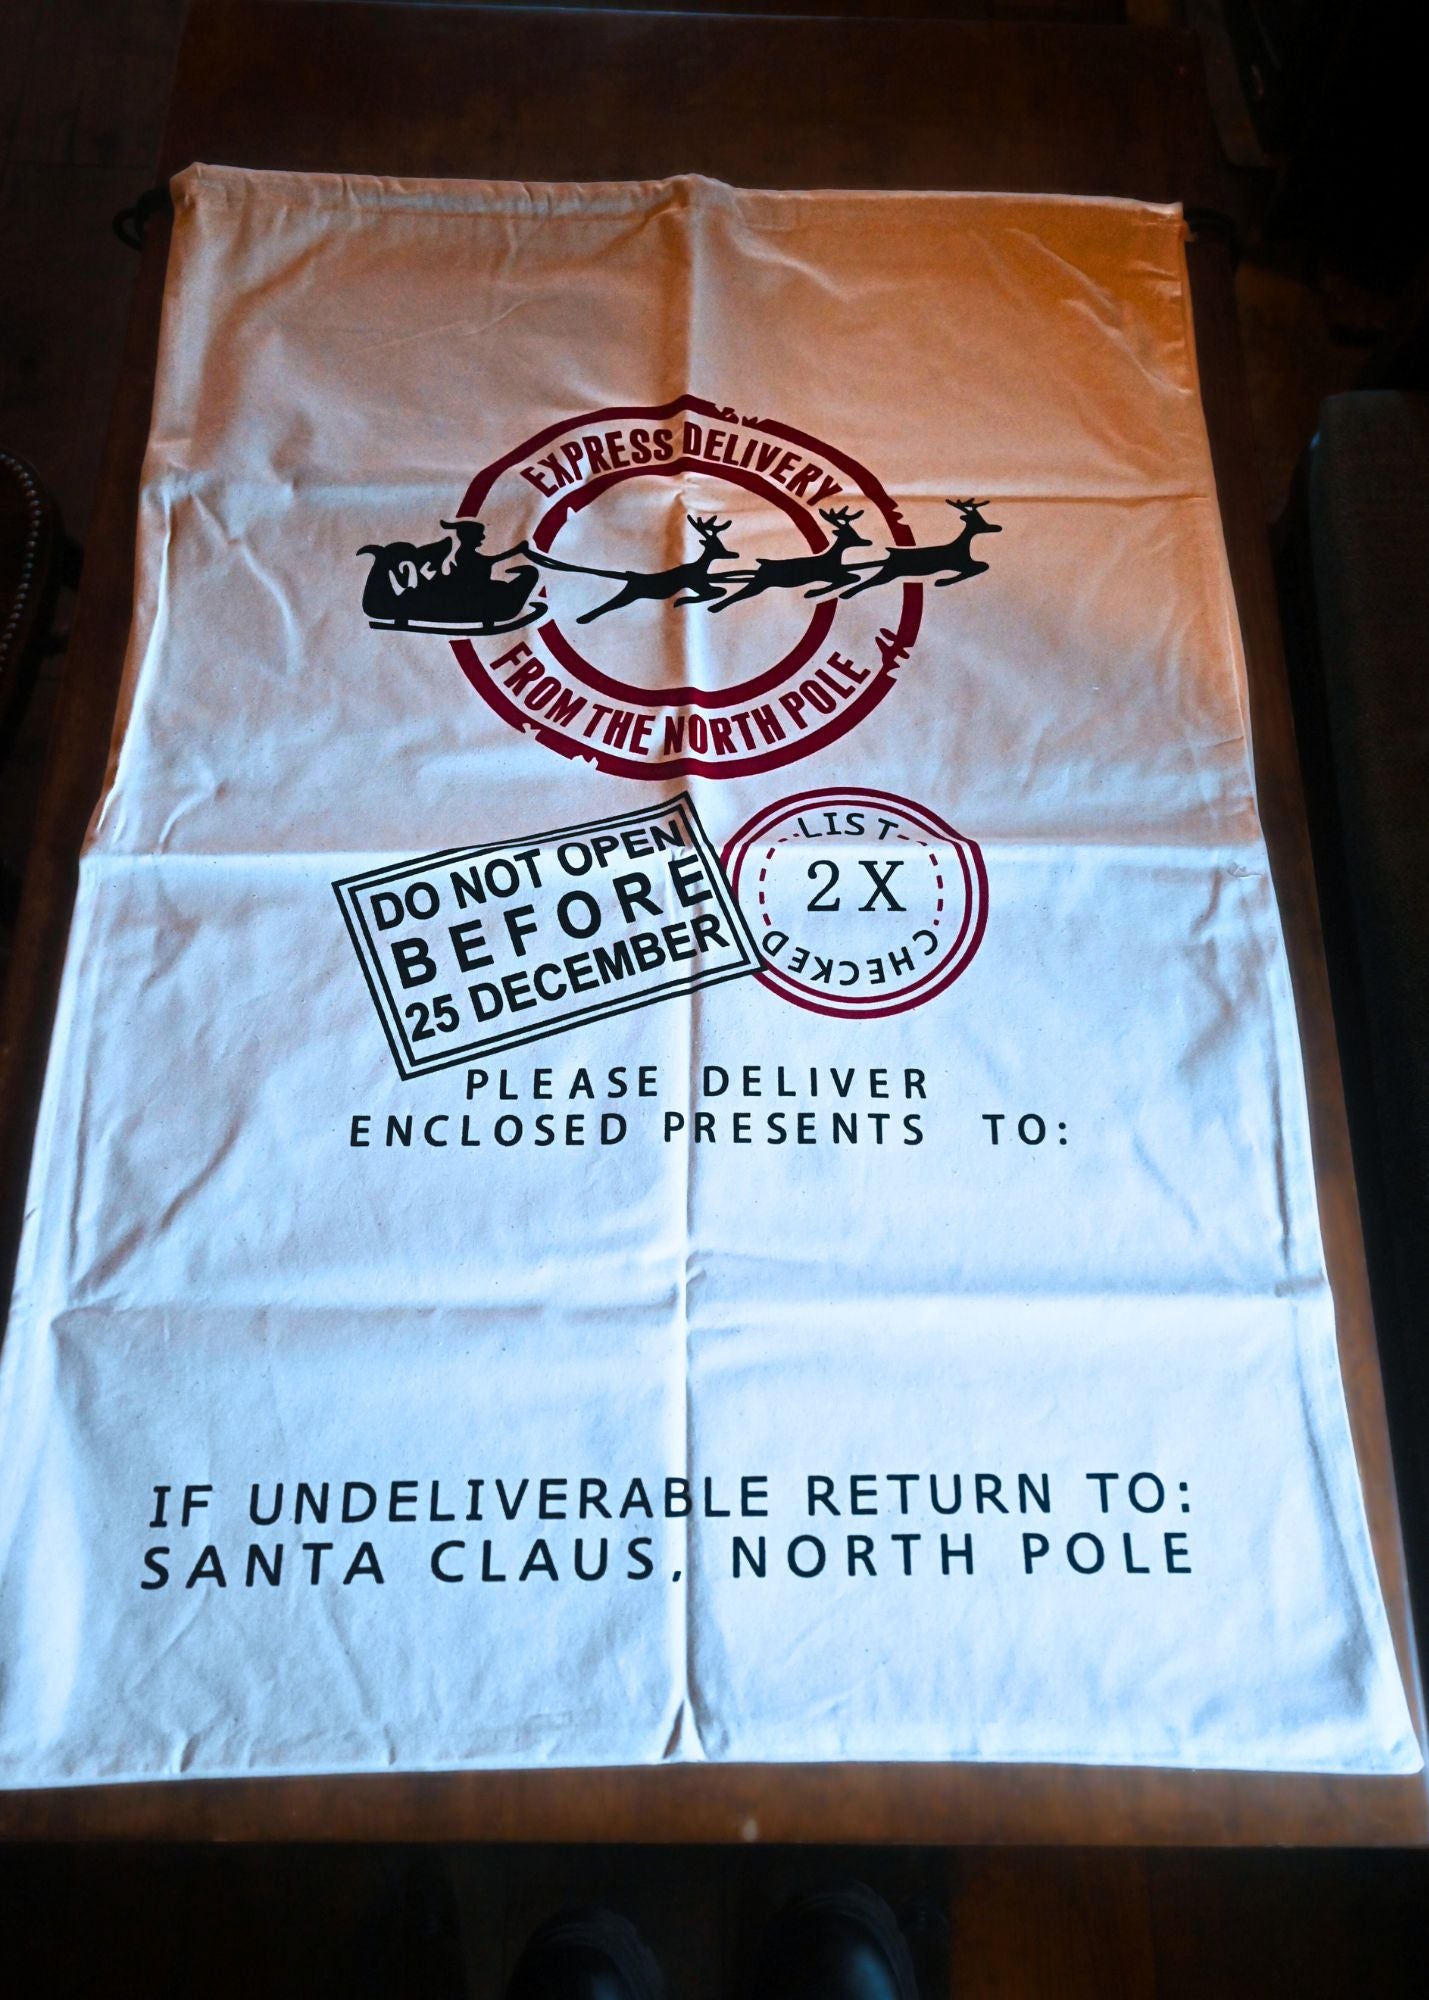 EXPRESS DELIVERY
FROM THE NORTH POLE
DO NOT OPEN
BEFORE
25 DECEMBER
LIST
2X
CHECKED
PLEASE DELIVER
ENCLOSED PRESENTS TO:
IF UNDELIVERABLE RETURN TO:
SANTA CLAUS, NORTH POLE